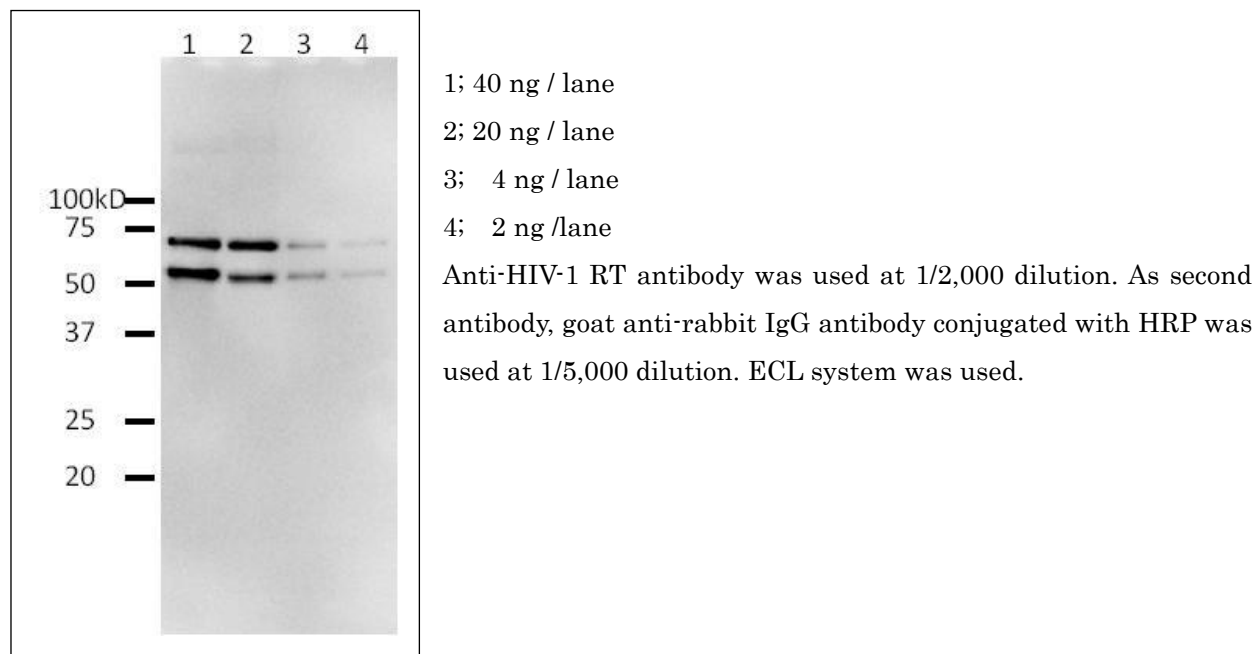 1 2 3 4
100kD
75
50
37
25
20
1; 40 ng / lane
2; 20 ng / lane
3; 4 ng / lane
4; 2 ng /lane
Anti-HIV-1 RT antibody was used at 1/2,000 dilution. As second
antibody, goat anti-rabbit IgG antibody conjugated with HRP was
used at 1/5,000 dilution. ECL system was used.